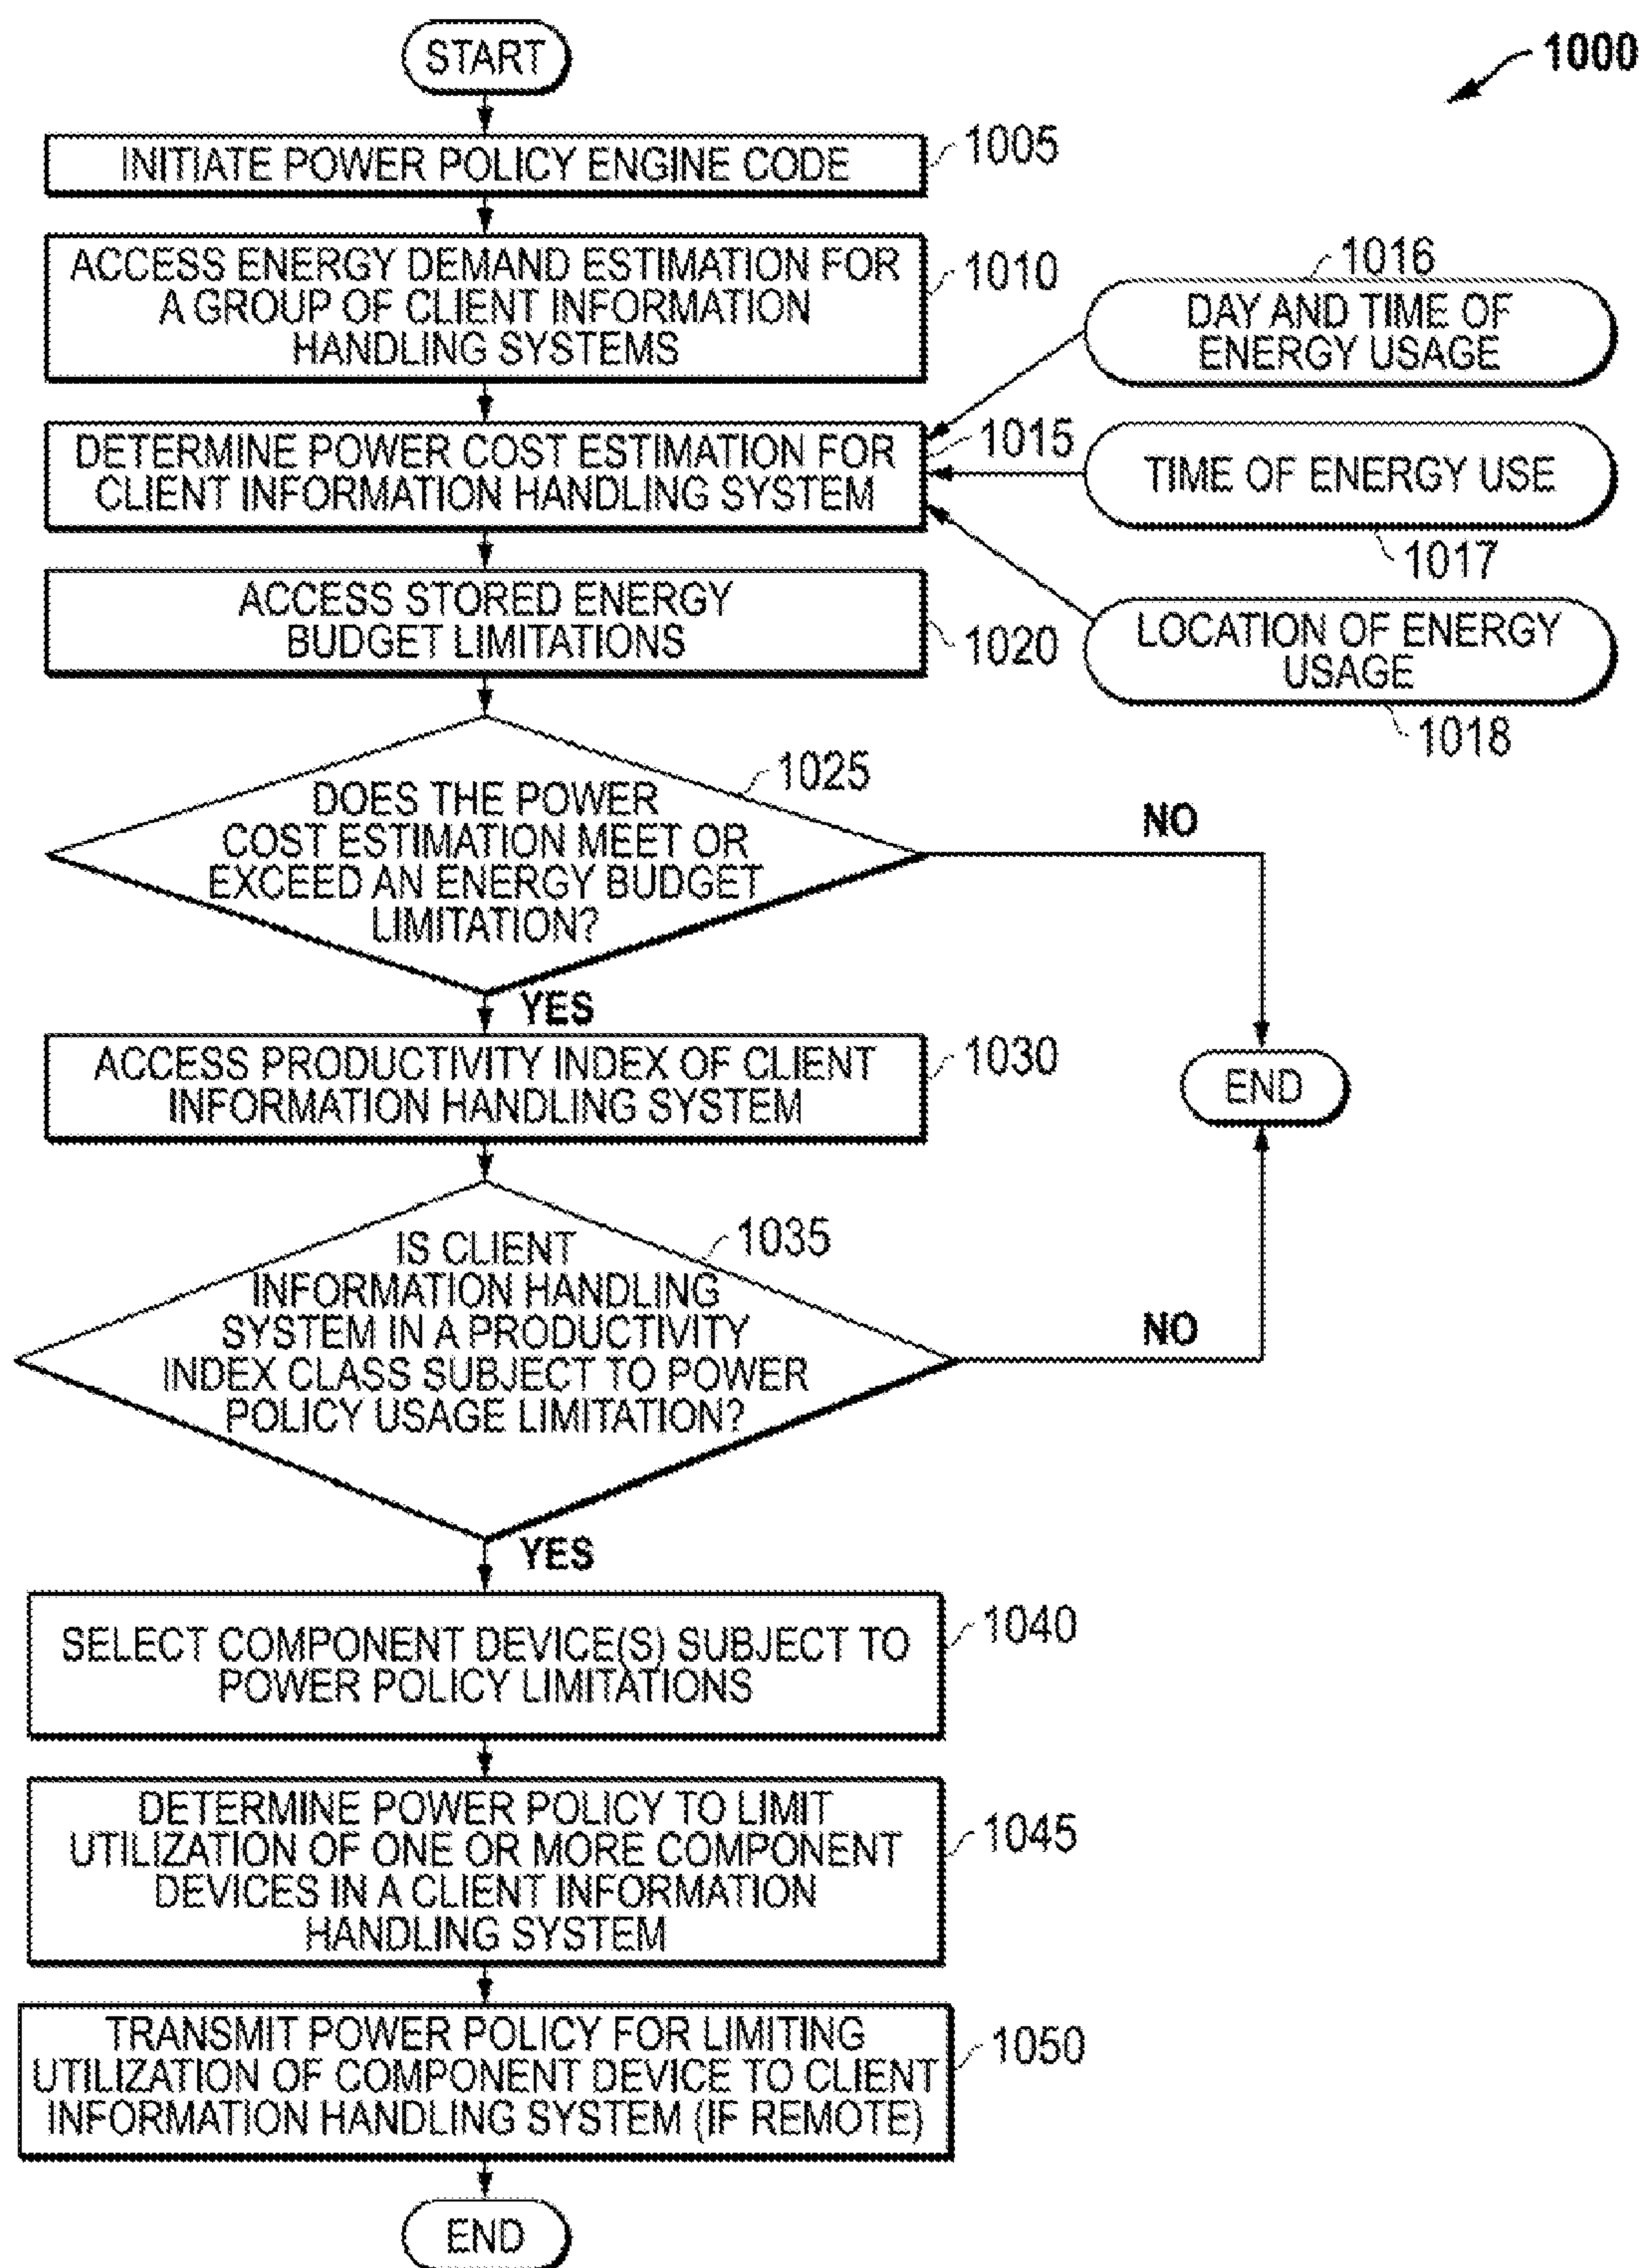 START
1000
INITIATE POWER POLICY ENGINE CODE
1005
ACCESS ENERGY DEMAND ESTIMATION FOR
A GROUP OF CLIENT INFORMATION
HANDLING SYSTEMS
1010
1016
DAY AND TIME OF
ENERGY USAGE
DETERMINE POWER COST ESTIMATION FOR
CLIENT INFORMATION HANDLING SYSTEM
1015
TIME OF ENERGY USE
1017
ACCESS STORED ENERGY
BUDGET LIMITATIONS
1020
LOCATION OF ENERGY
USAGE
1018
1025
DOES THE POWER
COST ESTIMATION MEET OR
EXCEED AN ENERGY BUDGET
LIMITATION?
NO
YES
ACCESS PRODUCTIVITY INDEX OF CLIENT
INFORMATION HANDLING SYSTEM
1030
END
1035
IS CLIENT
INFORMATION HANDLING
SYSTEM IN A PRODUCTIVITY
INDEX CLASS SUBJECT TO POWER
POLICY USAGE LIMITATION?
NO
YES
SELECT COMPONENT DEVICE(S) SUBJECT TO
POWER POLICY LIMITATIONS
1040
DETERMINE POWER POLICY TO LIMIT
UTILIZATION OF ONE OR MORE COMPONENT
DEVICES IN A CLIENT INFORMATION
HANDLING SYSTEM
1045
TRANSMIT POWER POLICY FOR LIMITING
UTILIZATION OF COMPONENT DEVICE TO CLIENT
INFORMATION HANDLING SYSTEM (IF REMOTE)
1050
END